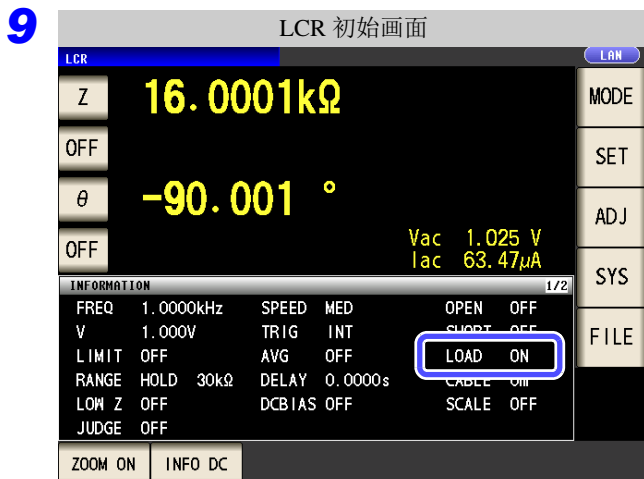 9
LCR 初始画面
LCR
LAN
Z
16.0001kΩ
OFF
θ
-90.001 °
OFF
Vac 1.025 V
Iac 63.47μA
MODE
SET
ADJ
SYS
FILE
INFORMATION 1/2
FREQ 1.0000kHz SPEED MED OPEN OFF
V 1.000V TRIG INT SHORT OFF
LIMIT OFF AVG OFF LOAD ON
RANGE HOLD 30kΩ DELAY 0.0000s CABLE 0m
LOW Z OFF DCBIAS OFF SCALE OFF
JUDGE OFF
ZOOM ON INFO DC